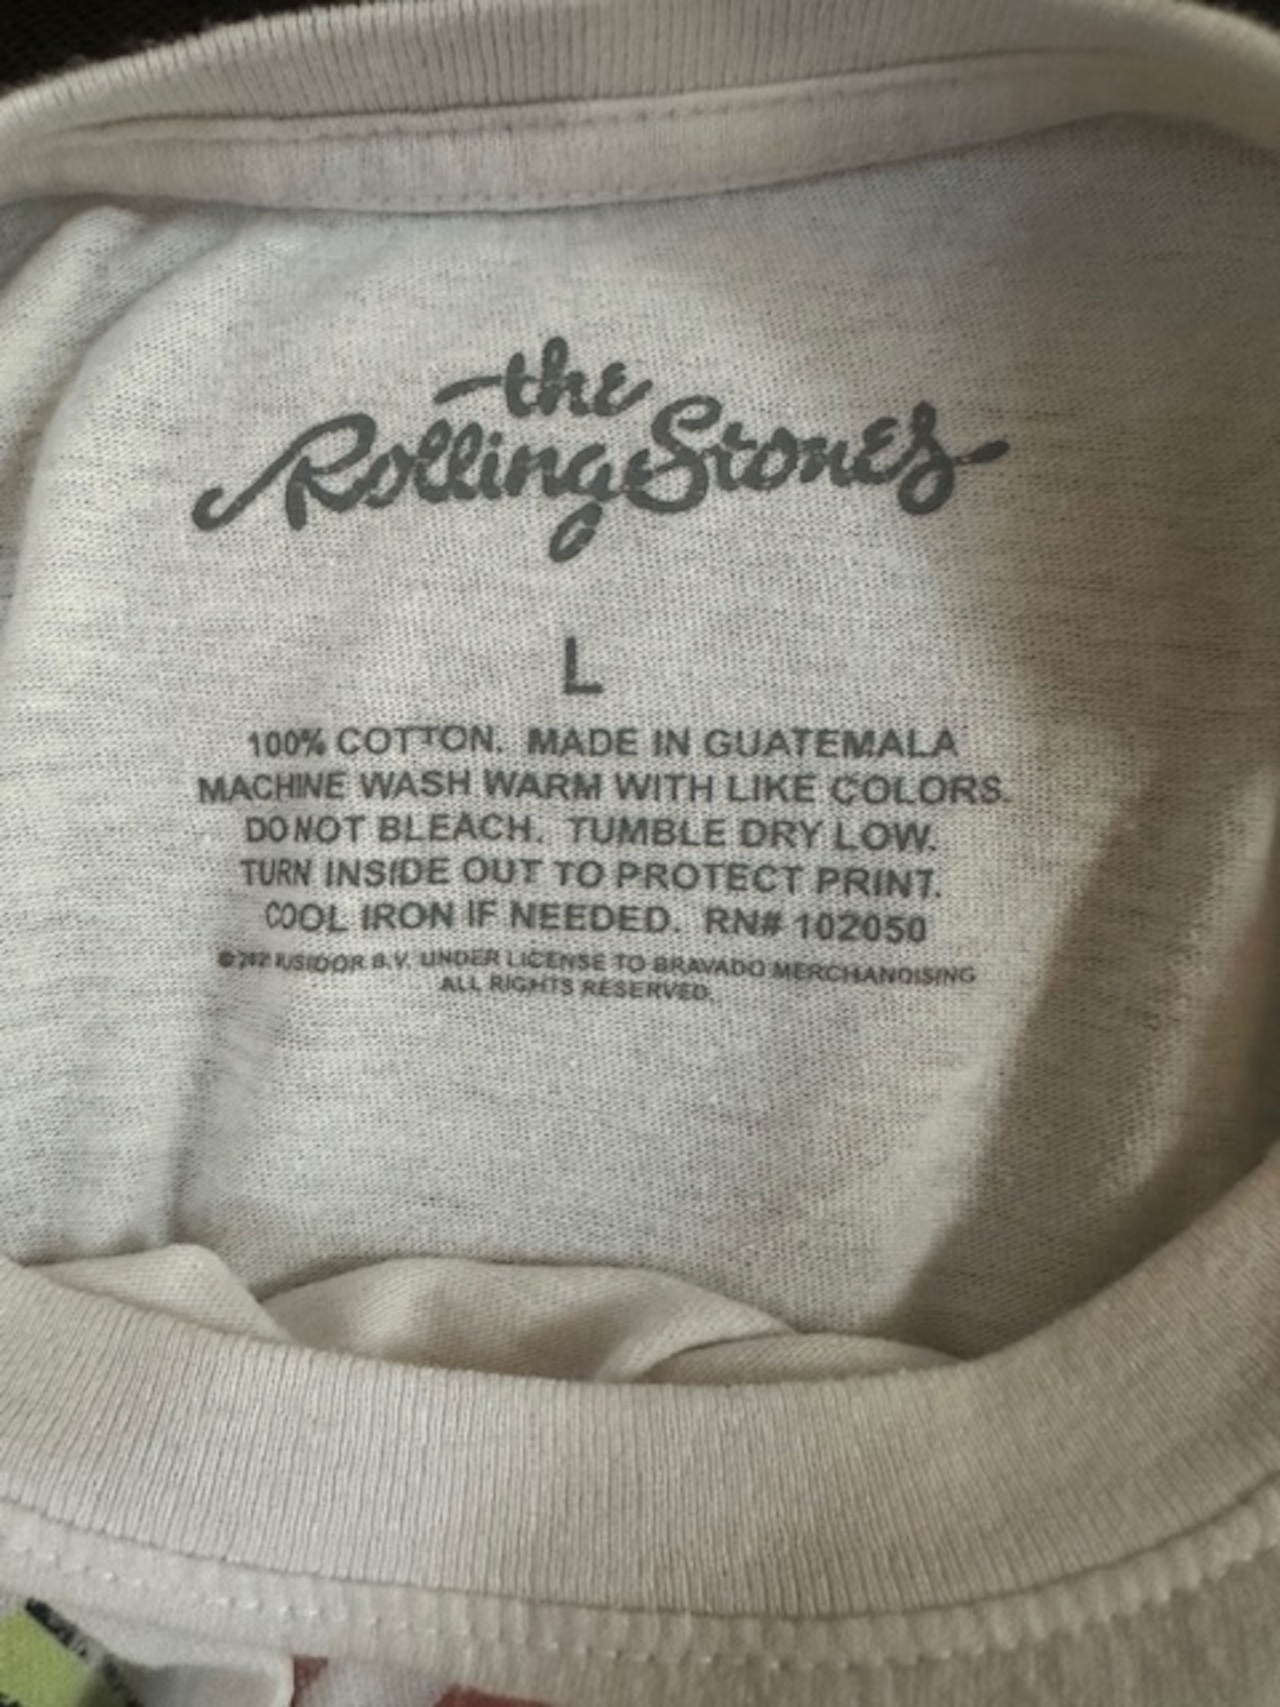 the
Rolling Stones
L
100% COTTON. MADE IN GUATEMALA
MACHINE WASH WARM WITH LIKE COLORS.
DO NOT BLEACH. TUMBLE DRY LOW.
TURN INSIDE OUT TO PROTECT PRINT.
COOL IRON IF NEEDED. RN# 102050
© B.V. UNDER LICENSE TO BRAVADO MERCHANDISING
ALL RIGHTS RESERVED.